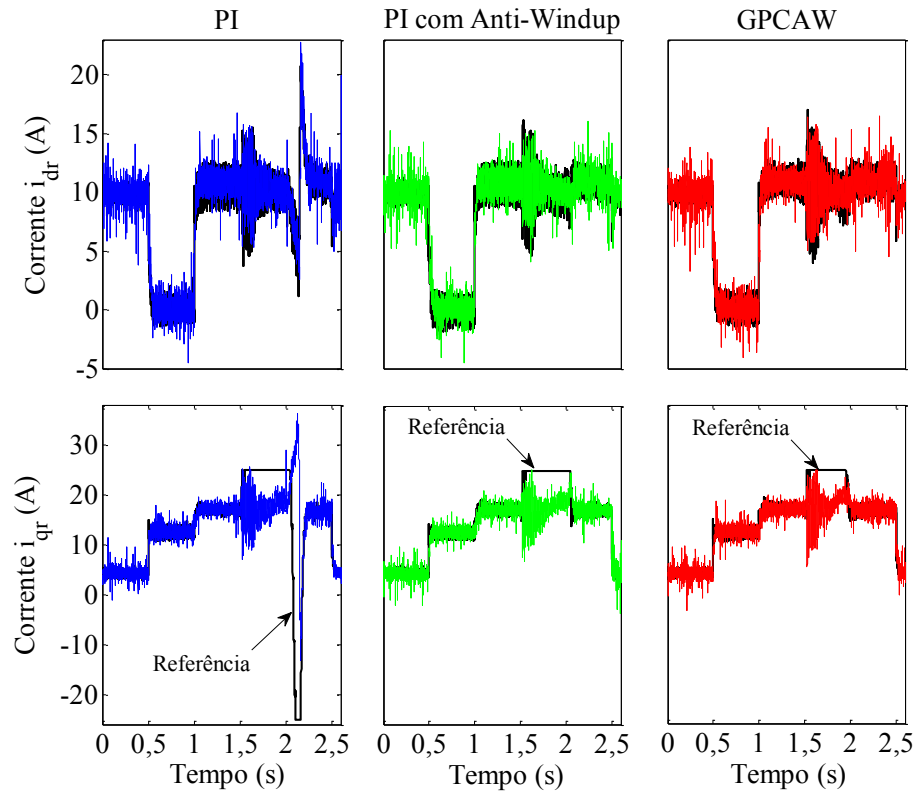 PI
PI com Anti-Windup
GPCAW
Corrente i_dr (A)
20
15
10
5
0
-5
Corrente i_qr (A)
30
20
10
0
-10
-20
Referência
Referência
Referência
0 0,5 1 1,5 2 2,5
0 0,5 1 1,5 2 2,5
0 0,5 1 1,5 2 2,5
Tempo (s)
Tempo (s)
Tempo (s)